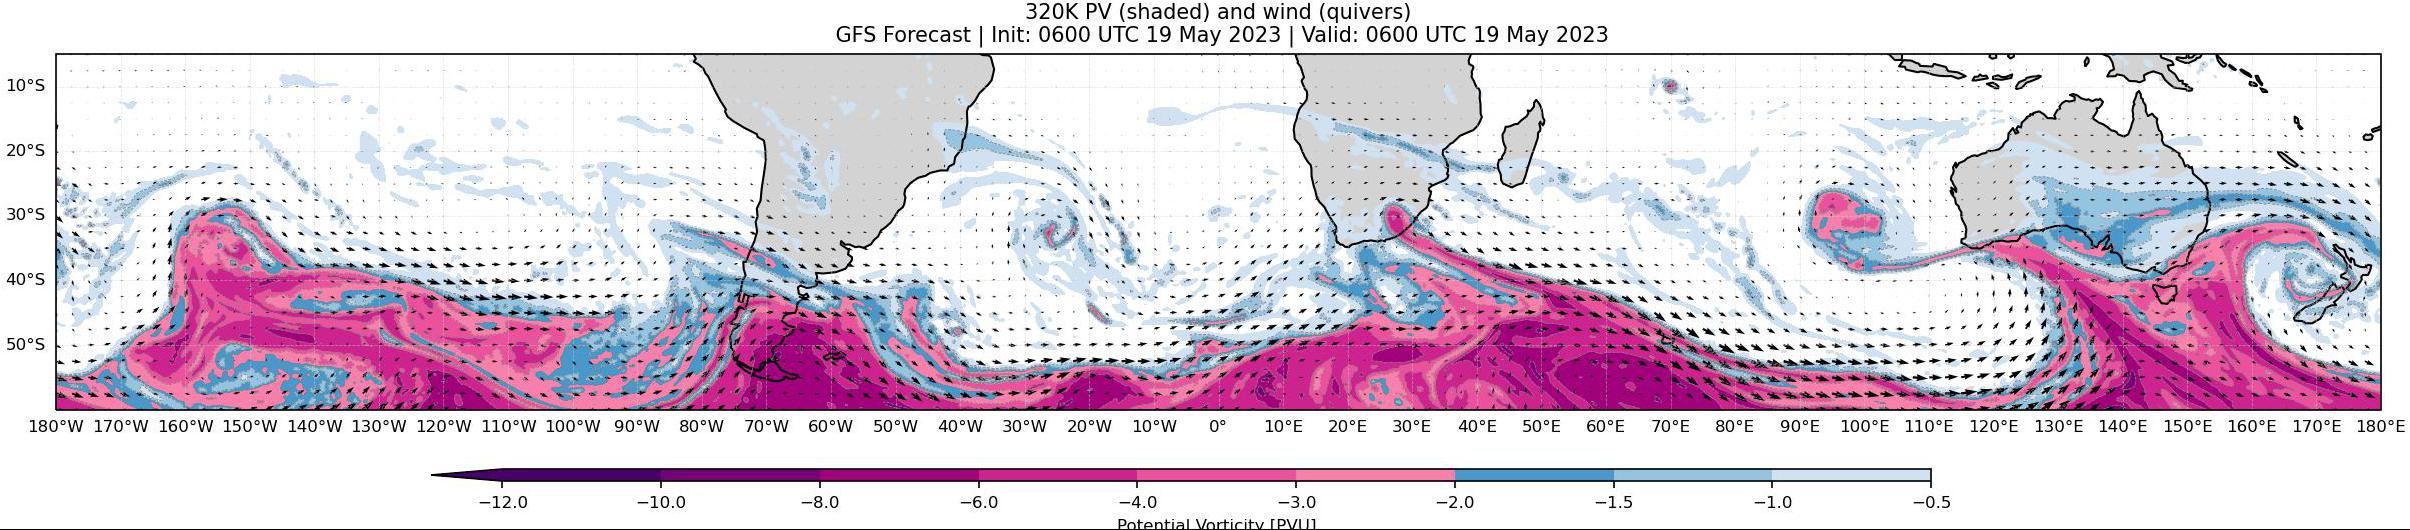 320K PV (shaded) and wind (quivers)
GFS Forecast | Init: 0600 UTC 19 May 2023 | Valid: 0600 UTC 19 May 2023
10°S
20°S
30°S
40°S
50°S
180°W 170°W 160°W 150°W 140°W 130°W 120°W 110°W 100°W 90°W 80°W 70°W 60°W 50°W 40°W 30°W 20°W 10°W 0° 10°E 20°E 30°E 40°E 50°E 60°E 70°E 80°E 90°E 100°E 110°E 120°E 130°E 140°E 150°E 160°E 170°E 180°E
−12.0 −10.0 −8.0 −6.0 −4.0 −3.0 −2.0 −1.5 −1.0 −0.5
Potential Vorticity [PVU]